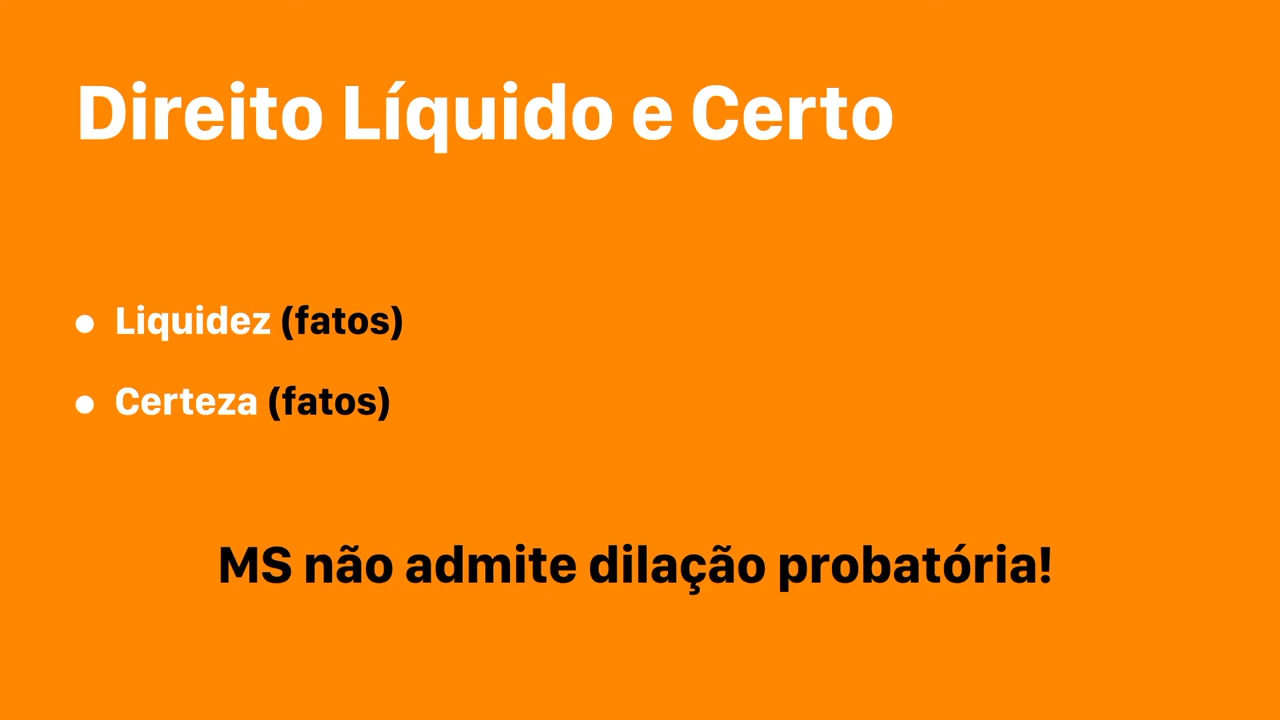 Direito Líquido e Certo
• Liquidez (fatos)
• Certeza (fatos)
MS não admite dilação probatória!